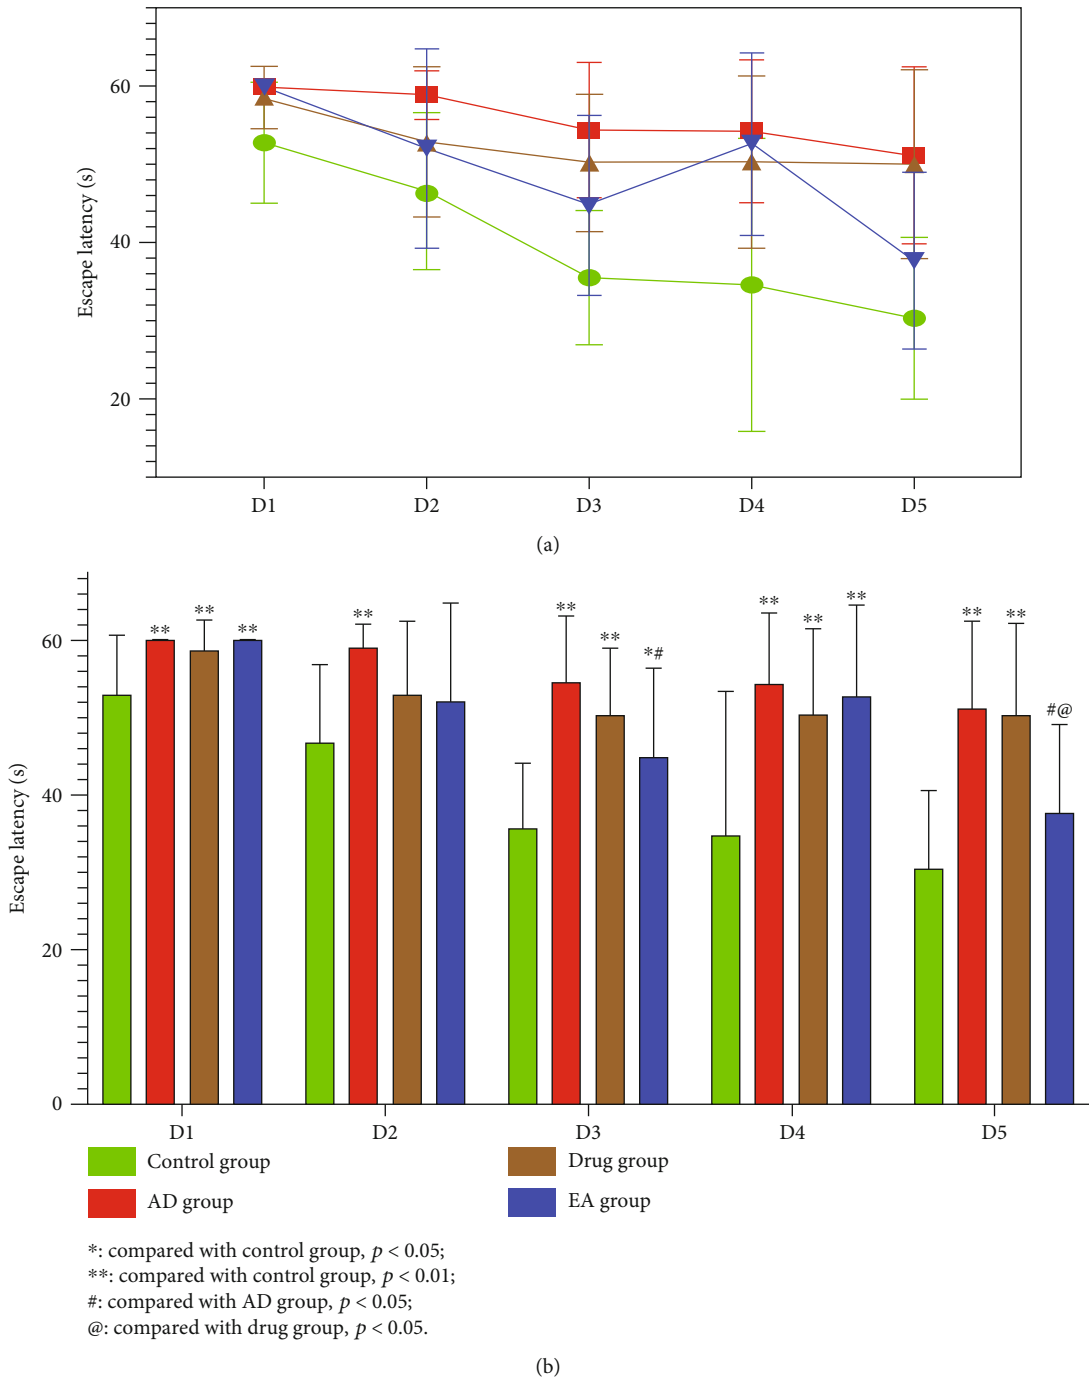 60
40
20
Escape latency (s)
D1 D2 D3 D4 D5
(a)
60
40
20
0
Escape latency (s)
** ** **
**
** ** *#
** ** **
** ** #@
D1 D2 D3 D4 D5
Control group
AD group
Drug group
EA group
*: compared with control group, p < 0.05;
**: compared with control group, p < 0.01;
#: compared with AD group, p < 0.05;
@: compared with drug group, p < 0.05.
(b)